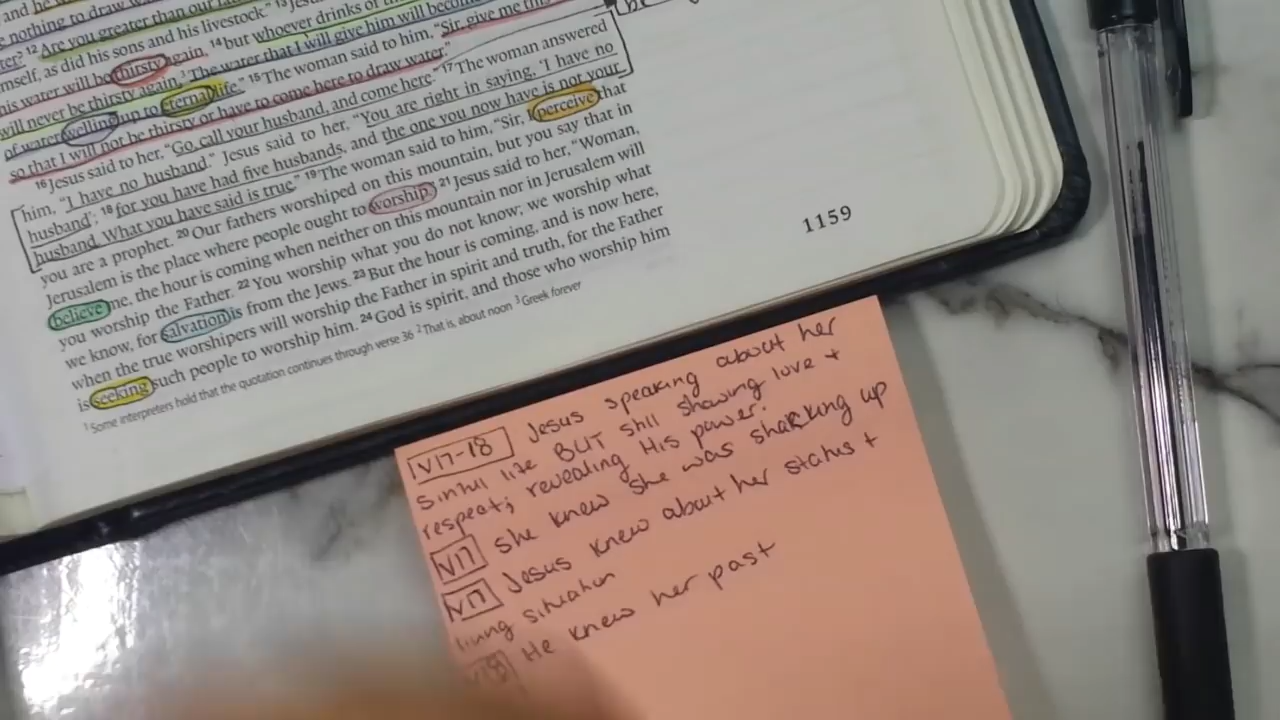 and he
nothing to draw water
ter? 12 Are you greater than our
mself, as did his sons and his livestock." 13 Jesus
his water will be thirsty again, 14 but whoever drinks of
will never be thirsty again. 3 The water that I will give him will become
of water welling up to eternal life." 15 The woman said to him, "Sir, give me this
so that I will not be thirsty or have to come here to draw water."
16 Jesus said to her, "Go, call your husband, and come here." 17 The woman answered
him, "I have no husband." Jesus said to her, "You are right in saying, 'I have no
husband'; 18 for you have had five husbands, and the one you now have is not your
husband. What you have said is true." 19 The woman said to him, "Sir, I perceive that
you are a prophet. 20 Our fathers worshiped on this mountain, but you say that in
Jerusalem is the place where people ought to worship." 21 Jesus said to her, "Woman,
believe me, the hour is coming when neither on this mountain nor in Jerusalem will
you worship the Father. 22 You worship what you do not know; we worship what
we know, for salvation is from the Jews. 23 But the hour is coming, and is now here,
when the true worshipers will worship the Father in spirit and truth, for the Father
is seeking such people to worship him. 24 God is spirit, and those who worship him
1 Some interpreters hold that the quotation continues through verse 36 2 That is, about noon 3 Greek forever
he
1159
V17-18 Jesus speaking about her
sinful life BUT still showing love +
respect; revealing His power.
V17 she knew she was shacking up
V17 Jesus knew about her status +
living situation
He knew her past